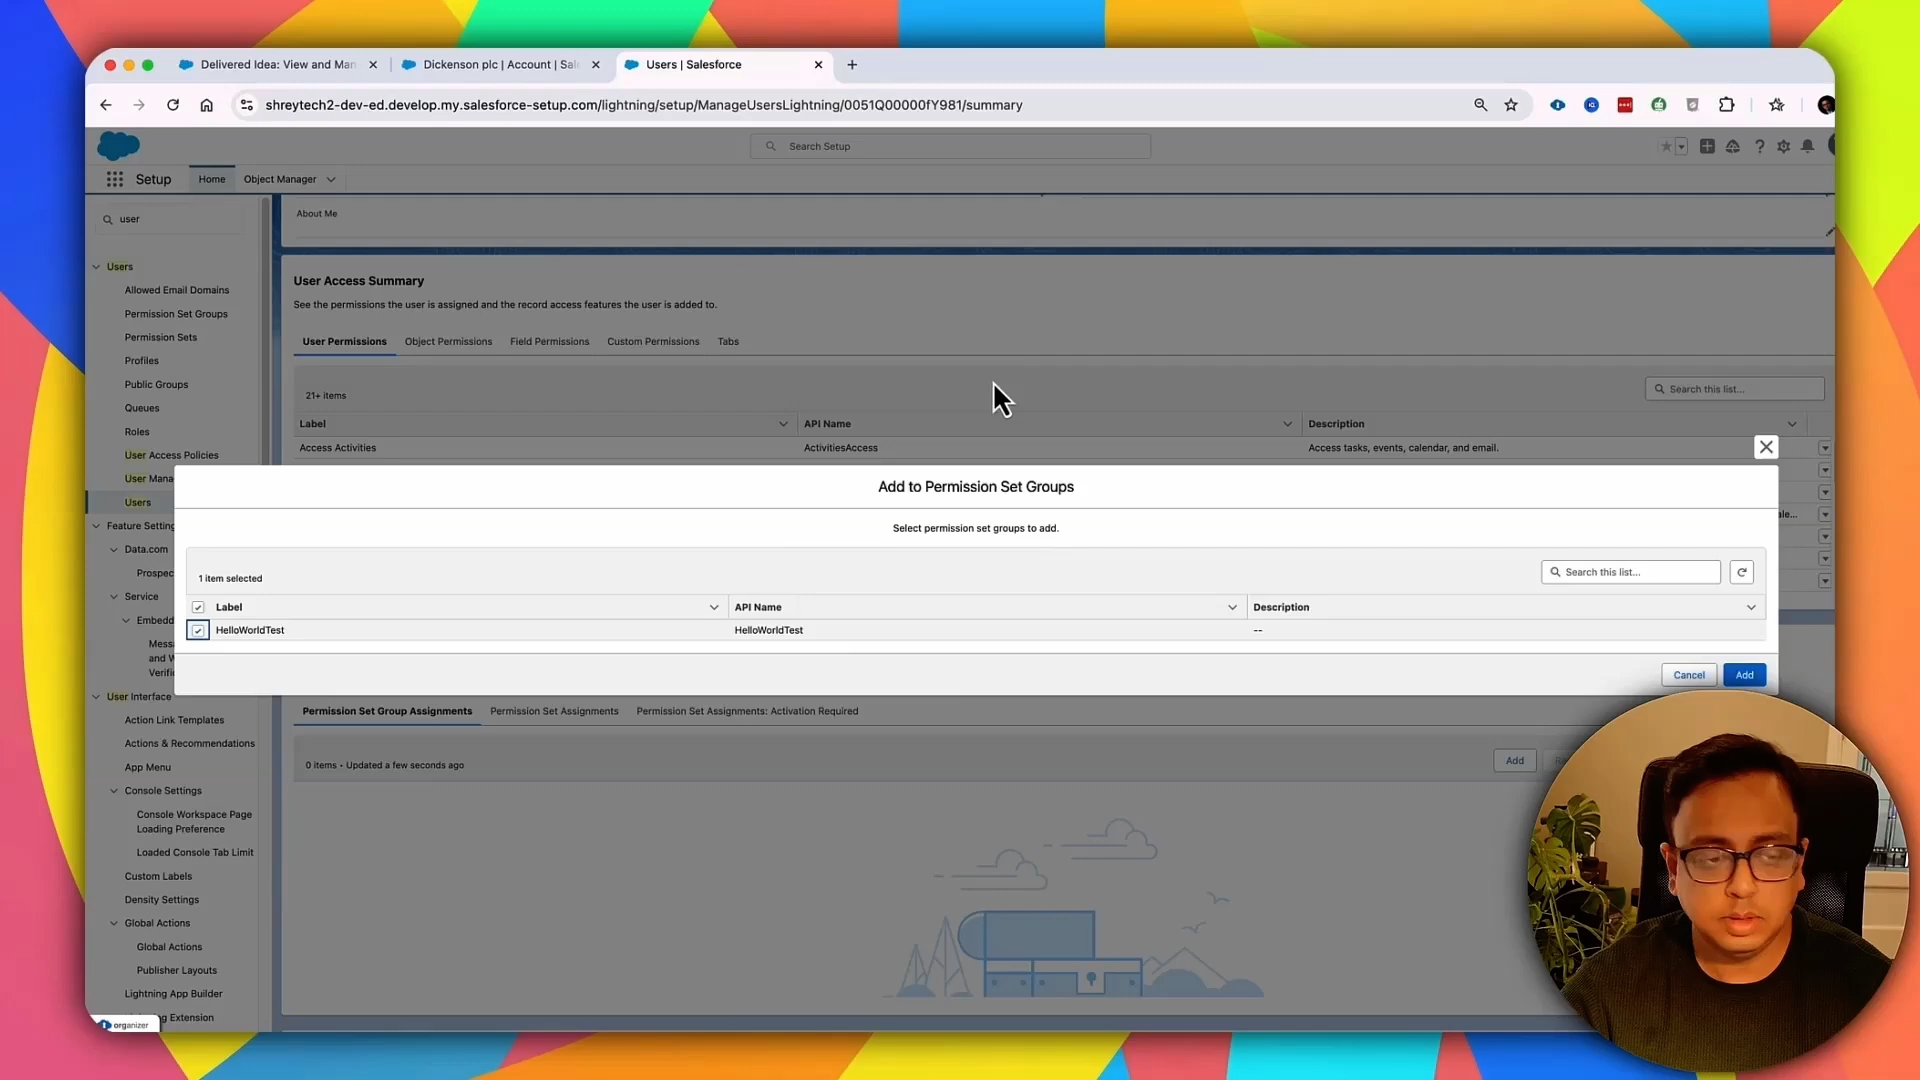 Delivered Idea: View and Man
Dickenson plc | Account | Sal
Users | Salesforce
shreytech2-dev-ed.develop.my.salesforce-setup.com/lightning/setup/ManageUsersLightning/0051Q00000fY981/summary
Search Setup
Setup
Home
Object Manager
user
About Me
Users
Allowed Email Domains
Permission Set Groups
Permission Sets
Profiles
Public Groups
Queues
Roles
User Access Policies
User Mana
Users
Feature Setting
Data.com
Prospec
Service
Embedd
Mess
and W
Verifi
User Interface
Action Link Templates
Actions & Recommendations
App Menu
Console Settings
Console Workspace Page
Loading Preference
Loaded Console Tab Limit
Custom Labels
Density Settings
Global Actions
Global Actions
Publisher Layouts
Lightning App Builder
g Extension
organizer
User Access Summary
See the permissions the user is assigned and the record access features the user is added to.
User Permissions Object Permissions Field Permissions Custom Permissions Tabs
21+ items
Search this list...
Label API Name Description
Access Activities ActivitiesAccess Access tasks, events, calendar, and email.
ale...
Add to Permission Set Groups
Select permission set groups to add.
1 item selected
Search this list...
Label API Name Description
HelloWorldTest HelloWorldTest --
Cancel Add
Permission Set Group Assignments Permission Set Assignments Permission Set Assignments: Activation Required
0 items • Updated a few seconds ago
Add